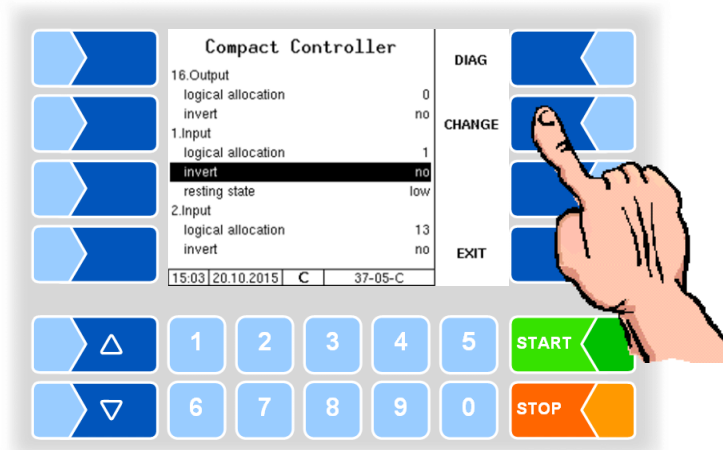 Compact Controller
16.Output
logical allocation 0
invert no
1.Input
logical allocation 1
invert no
resting state low
2.Input
logical allocation 13
invert no
15:03 20.10.2015 C 37-05-C
DIAG
CHANGE
EXIT
1 2 3 4 5 START
6 7 8 9 0 STOP